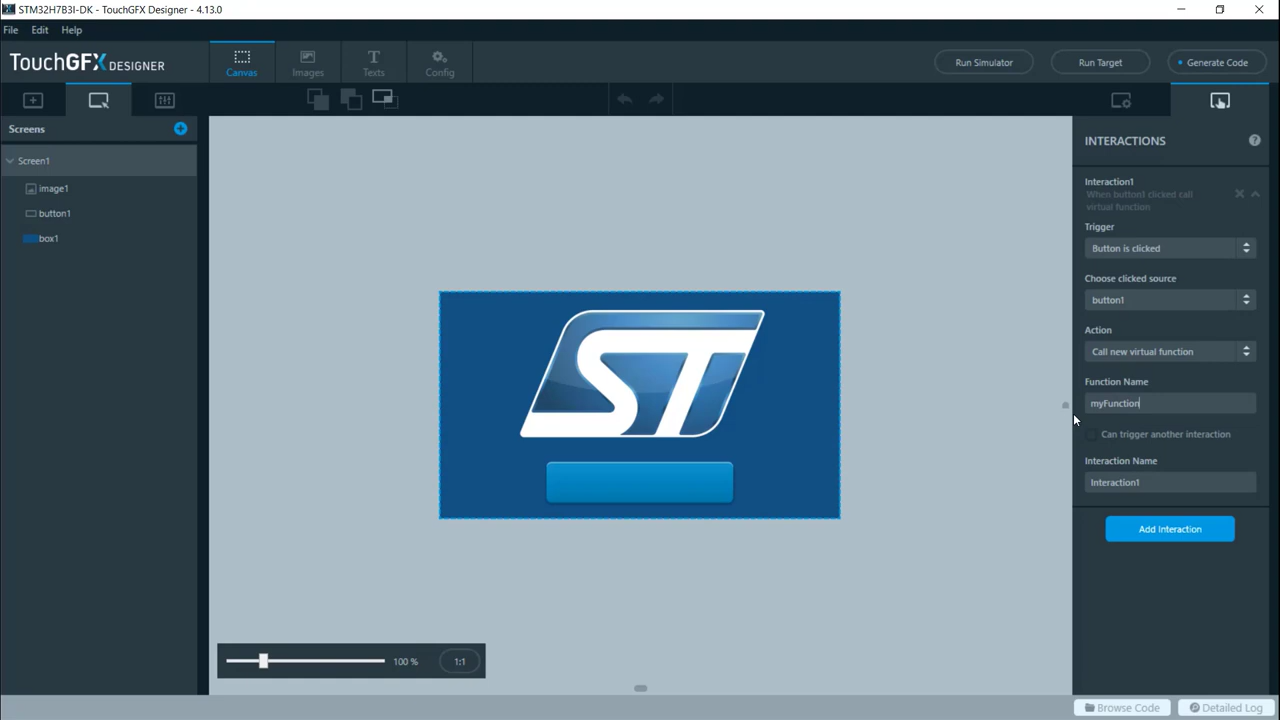 STM32H7B3I-DK - TouchGFX Designer - 4.13.0
File Edit Help
TouchGFX DESIGNER
Canvas
Images
Texts
Config
Run Simulator
Run Target
Generate Code
Screens
Screen1
image1
button1
box1
ST
100 %
1:1
INTERACTIONS
?
Interaction1
When button1 clicked call
virtual function
Trigger
Button is clicked
Choose clicked source
button1
Action
Call new virtual function
Function Name
myFunction
Can trigger another interaction
Interaction Name
Interaction1
Add Interaction
Browse Code
Detailed Log